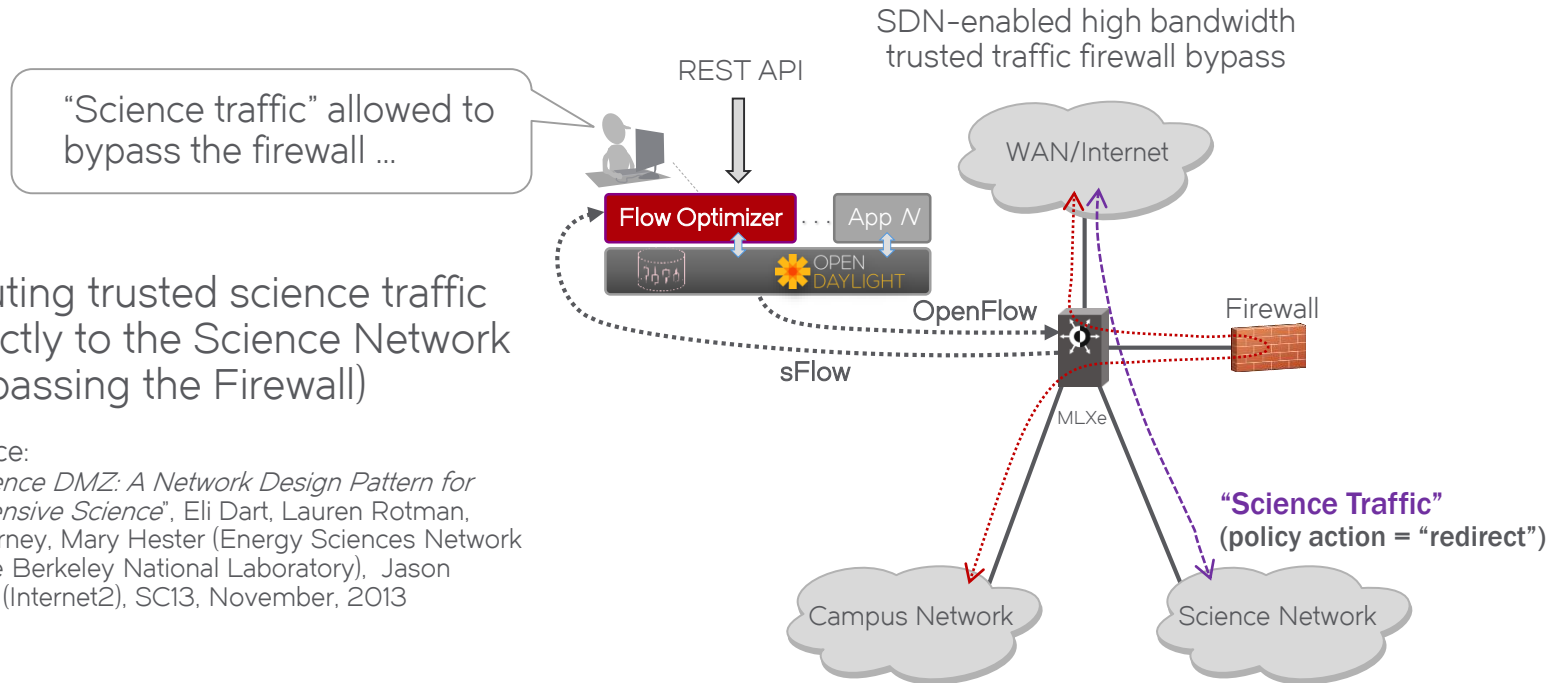 SDN-enabled high bandwidth
trusted traffic firewall bypass
REST API
“Science traffic” allowed to
bypass the firewall ...
WAN/Internet
Flow Optimizer
. . .
App N
OPEN
DAYLIGHT
uting trusted science traffic
ctly to the Science Network
passing the Firewall)
OpenFlow
sFlow
Firewall
MLXe
ce:
ence DMZ: A Network Design Pattern for
ensive Science”, Eli Dart, Lauren Rotman,
rney, Mary Hester (Energy Sciences Network
e Berkeley National Laboratory), Jason
(Internet2), SC13, November, 2013
“Science Traffic”
(policy action = “redirect”)
Campus Network
Science Network